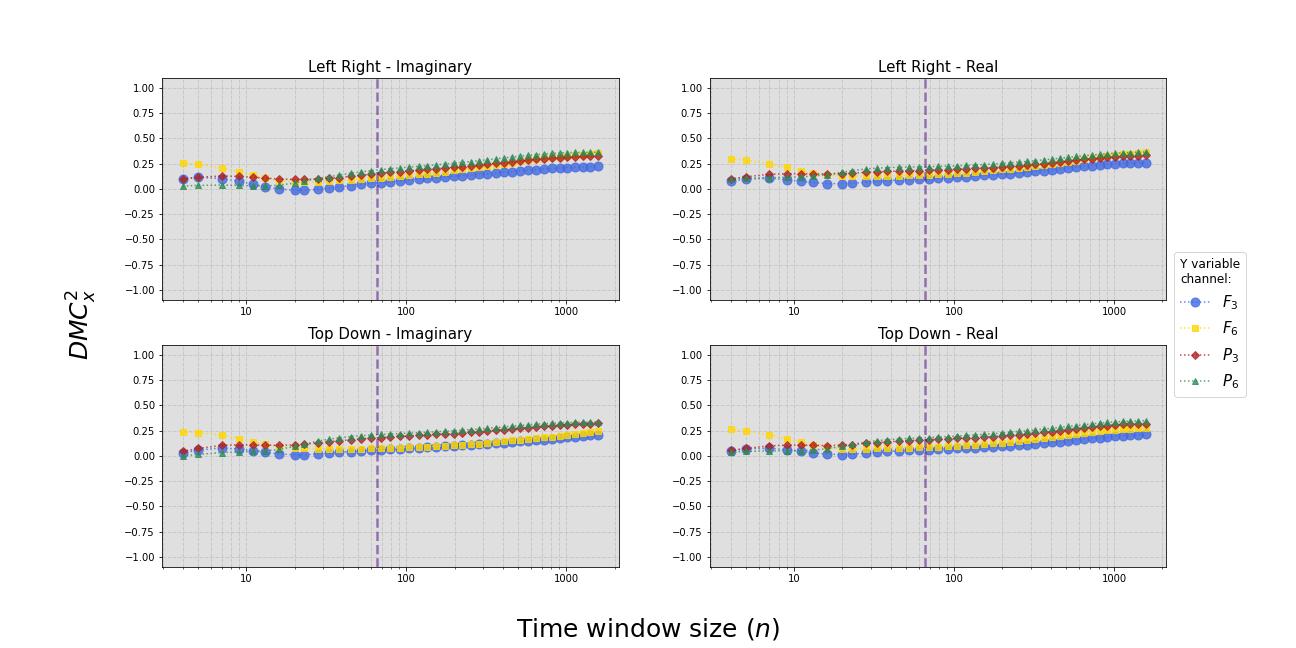 Left Right - Imaginary
1.00
0.75
0.50
0.25
0.00
−0.25
−0.50
−0.75
−1.00
10 100 1000
Left Right - Real
1.00
0.75
0.50
0.25
0.00
−0.25
−0.50
−0.75
−1.00
10 100 1000
Top Down - Imaginary
1.00
0.75
0.50
0.25
0.00
−0.25
−0.50
−0.75
−1.00
10 100 1000
Top Down - Real
1.00
0.75
0.50
0.25
0.00
−0.25
−0.50
−0.75
−1.00
10 100 1000
Y variable
channel:
F₃
F₆
P₃
P₆
DMC²ₓ
Time window size (n)